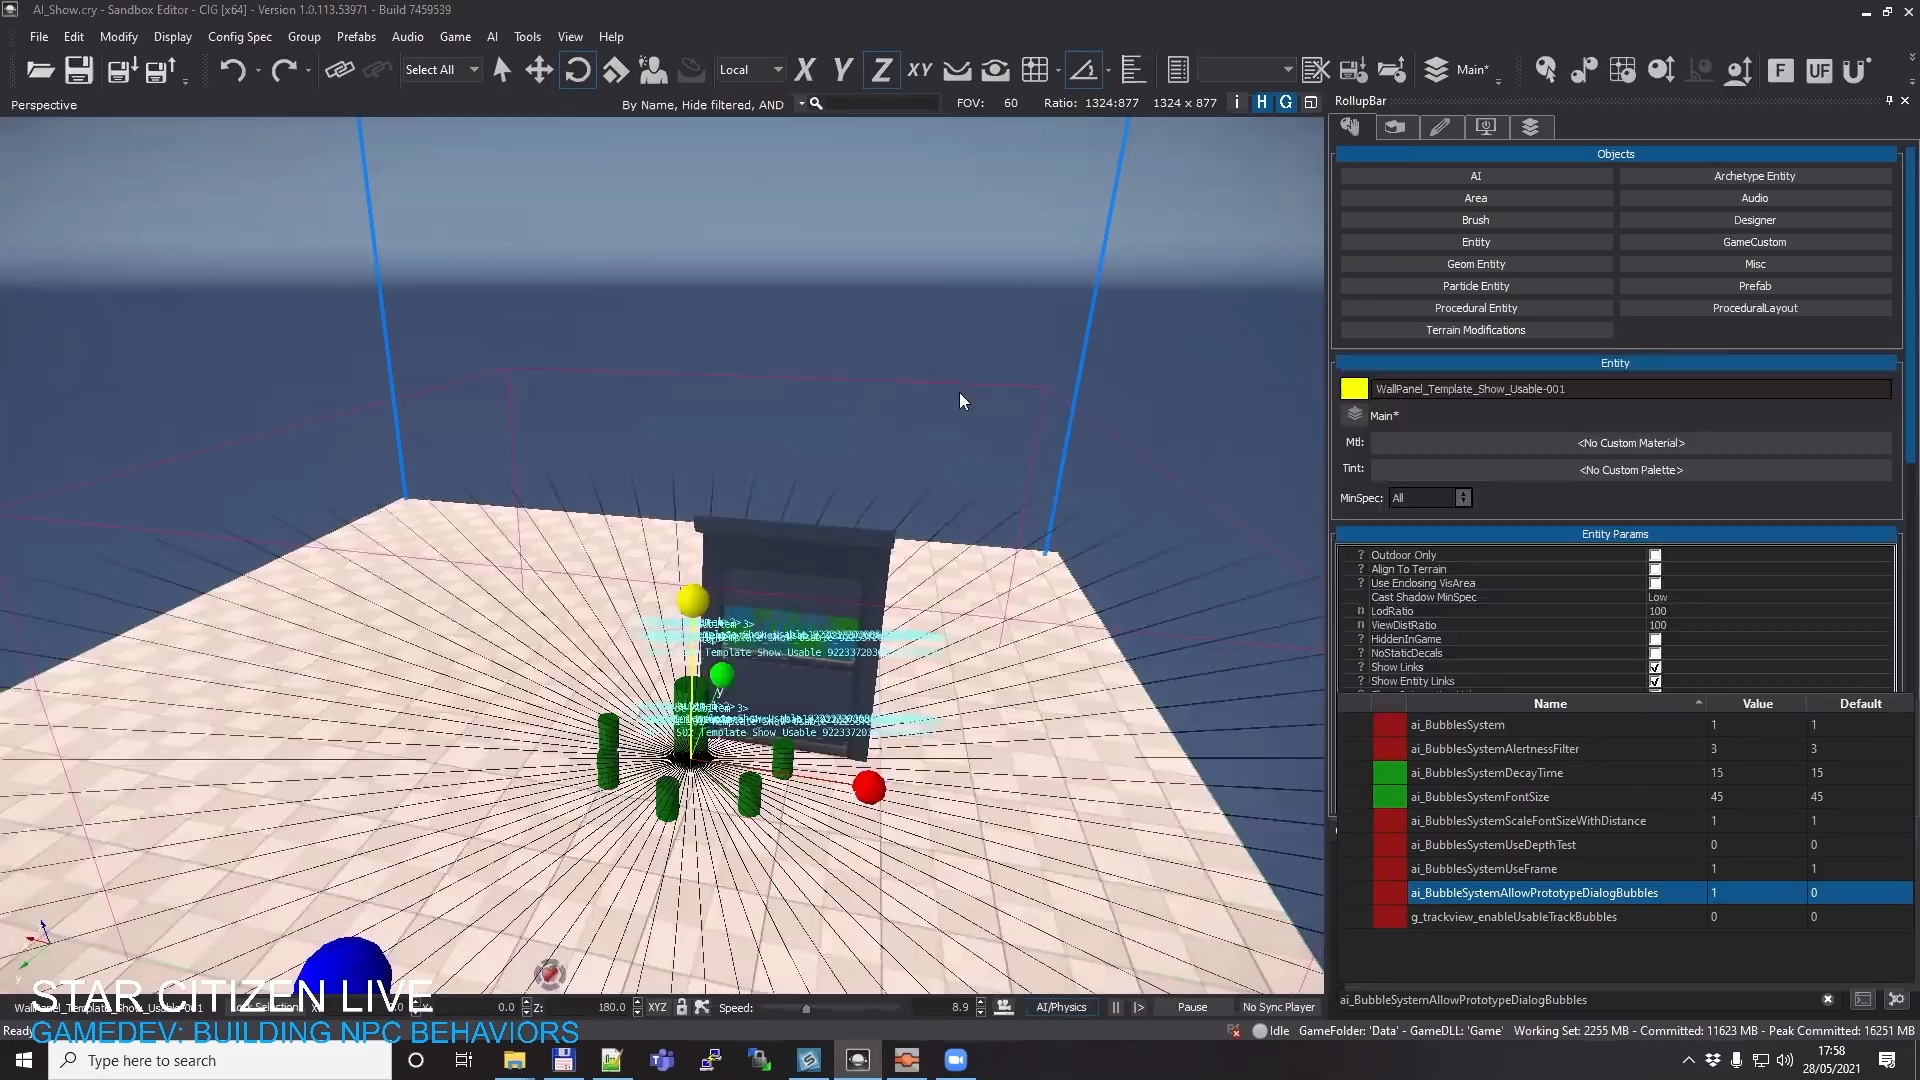 AI_Show.cry - Sandbox Editor - CIG [x64] - Version 1.0.113.53971 - Build 7459539
File Edit Modify Display Config Spec Group Prefabs Audio Game AI Tools View Help
Select All Local X Y Z XY Main* F UF
Perspective By Name, Hide filtered, AND FOV: 60 Ratio: 1324:877 1324 x 877 i H G
RollupBar
Objects
AI Archetype Entity
Area Audio
Brush Designer
Entity GameCustom
Geom Entity Misc
Particle Entity Prefab
Procedural Entity ProceduralLayout
Terrain Modifications
Entity
WallPanel_Template_Show_Usable-001
Main*
Mtl: <No Custom Material>
Tint: <No Custom Palette>
MinSpec: All
Entity Params
? Outdoor Only
? Align To Terrain
? Use Enclosing VisArea
Cast Shadow MinSpec Low
n LodRatio 100
n ViewDistRatio 100
? HiddenInGame
? NoStaticDecals
? Show Links
? Show Entity Links
Name Value Default
ai_BubblesSystem 1 1
ai_BubblesSystemAlertnessFilter 3 3
ai_BubblesSystemDecayTime 15 15
ai_BubblesSystemFontSize 45 45
ai_BubblesSystemScaleFontSizeWithDistance 1 1
ai_BubblesSystemUseDepthTest 0 0
ai_BubblesSystemUseFrame 1 1
ai_BubbleSystemAllowPrototypeDialogBubbles 1 0
g_trackview_enableUsableTrackBubbles 0 0
ai_BubbleSystemAllowPrototypeDialogBubbles
Template_Show_Usable
y
STAR CITIZEN LIVE
GAMEDEV: BUILDING NPC BEHAVIORS
0.0 Z: 180.0 XYZ Speed: 8.9 AI/Physics Pause No Sync Player
Idle GameFolder: 'Data' - GameDLL: 'Game' Working Set: 2255 MB - Committed: 11623 MB - Peak Committed: 16251 MB
Type here to search
17:58
28/05/2021